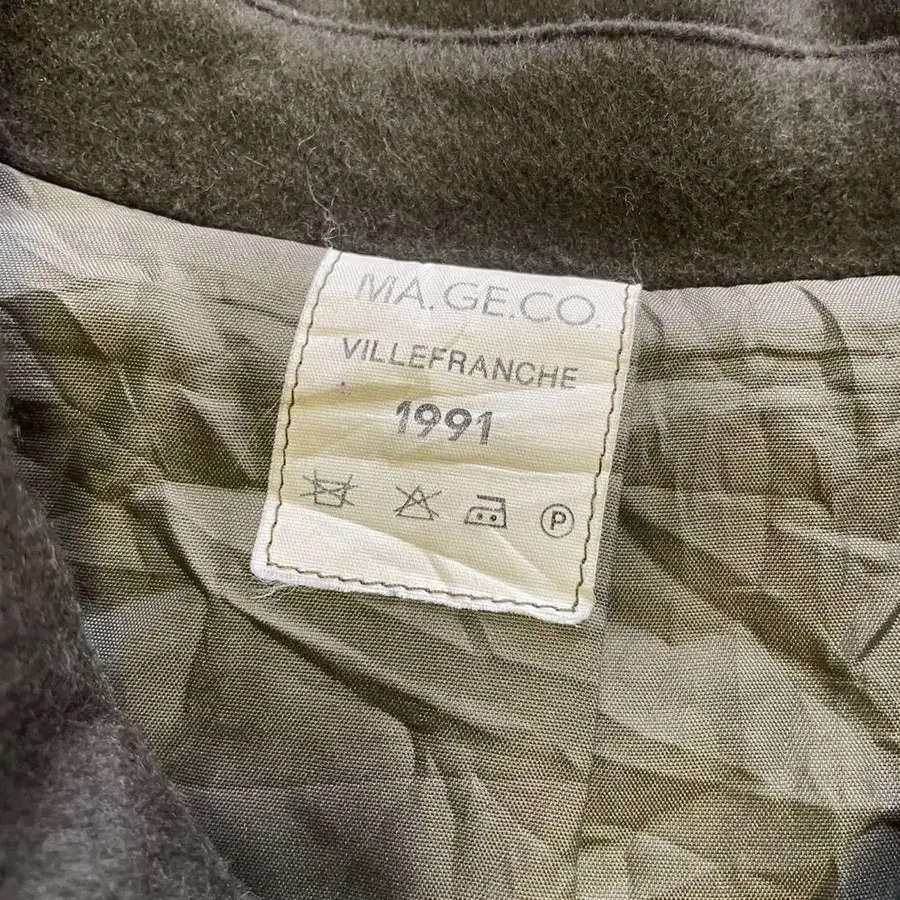 MA.GE.CO.
VILLEFRANCHE
1991
P